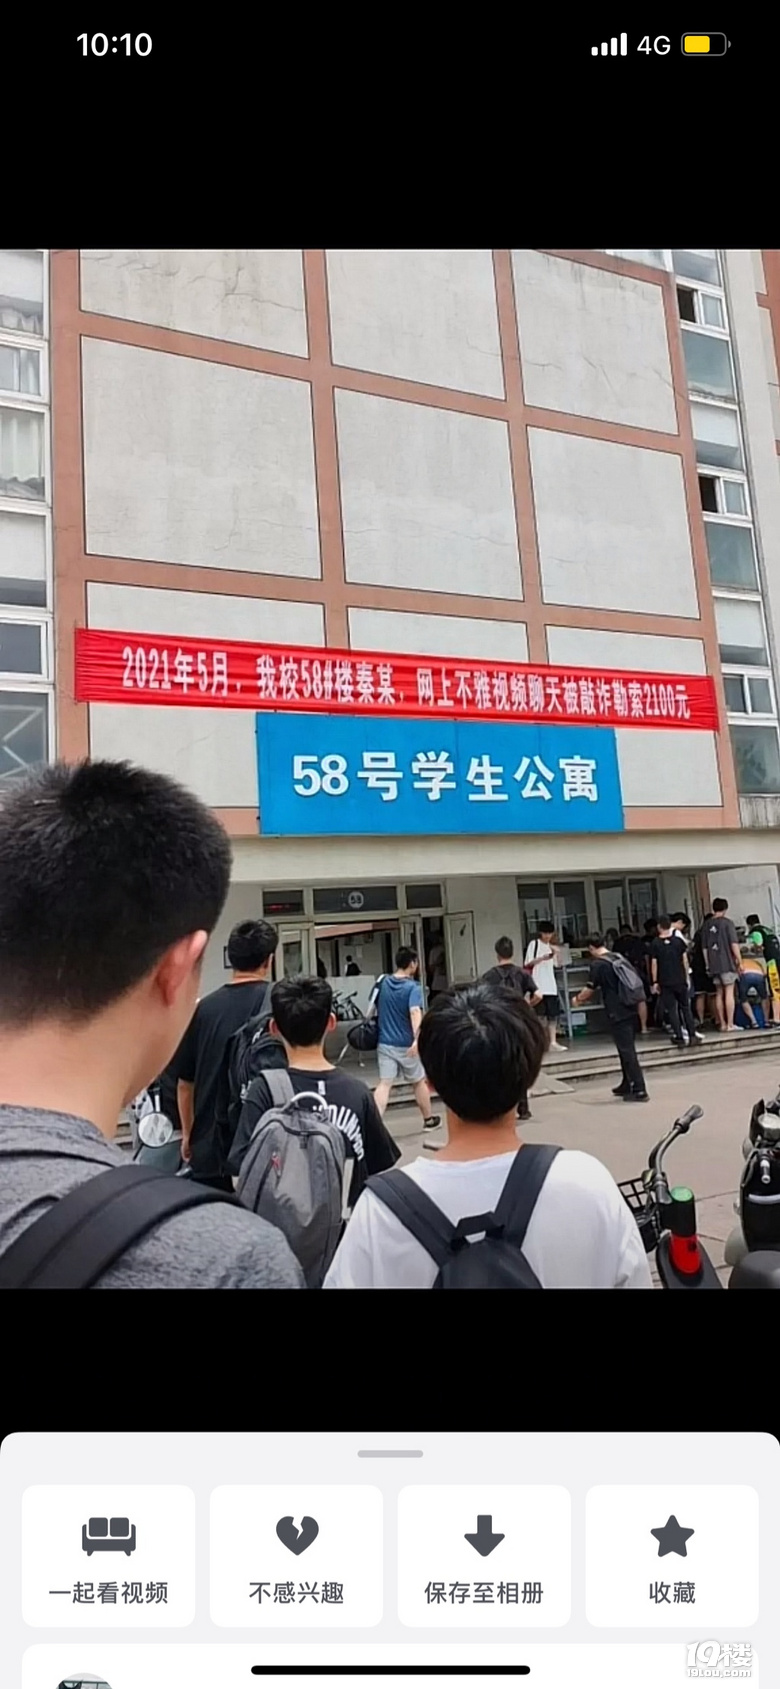 10:10
4G
2021年5月，我校58#楼秦某，网上不雅视频聊天被敲诈勒索2100元
58号学生公寓
58
一起看视频
不感兴趣
保存至相册
收藏
19楼
19lou.com